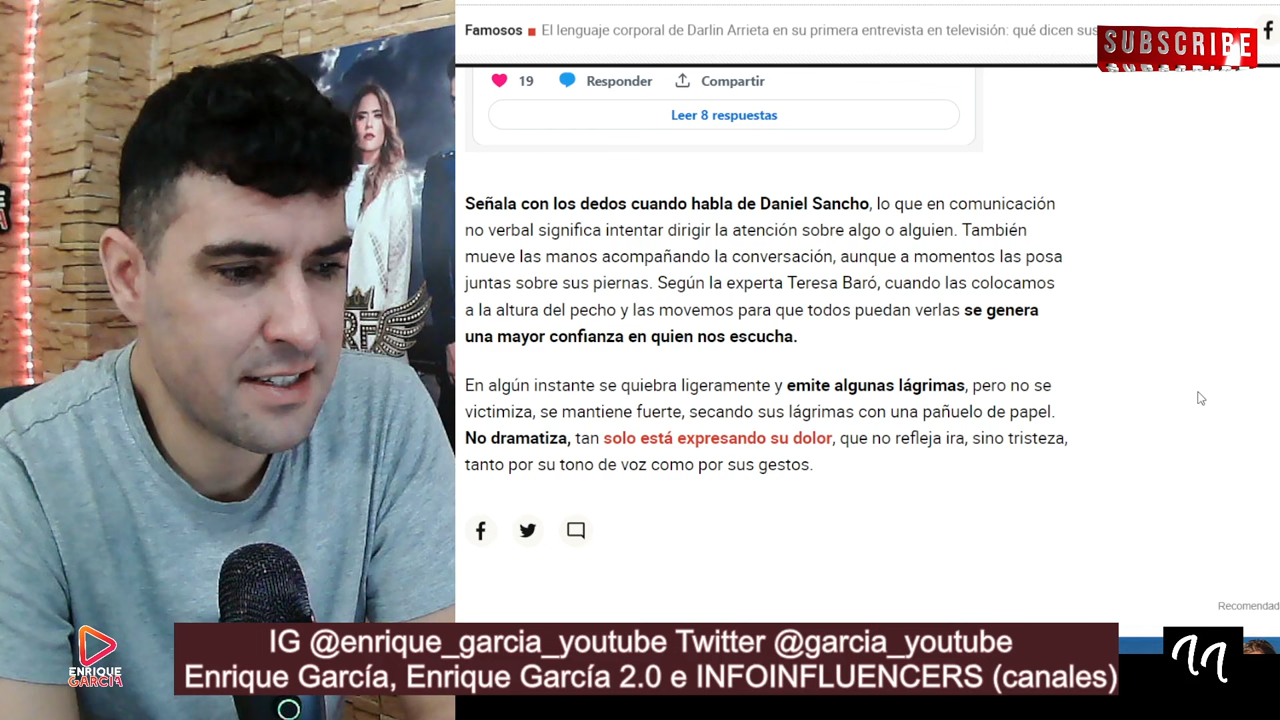 Famosos El lenguaje corporal de Darlin Arrieta en su primera entrevista en televisión: qué dicen sus
SUBSCRIBE
19 Responder Compartir
Leer 8 respuestas
Señala con los dedos cuando habla de Daniel Sancho, lo que en comunicación
no verbal significa intentar dirigir la atención sobre algo o alguien. También
mueve las manos acompañando la conversación, aunque a momentos las posa
juntas sobre sus piernas. Según la experta Teresa Baró, cuando las colocamos
a la altura del pecho y las movemos para que todos puedan verlas se genera
una mayor confianza en quien nos escucha.
En algún instante se quiebra ligeramente y emite algunas lágrimas, pero no se
victimiza, se mantiene fuerte, secando sus lágrimas con una pañuelo de papel.
No dramatiza, tan solo está expresando su dolor, que no refleja ira, sino tristeza,
tanto por su tono de voz como por sus gestos.
Recomendad
IG @enrique_garcia_youtube Twitter @garcia_youtube
Enrique García, Enrique García 2.0 e INFOINFLUENCERS (canales)
ENRIQUE
GARCÍA